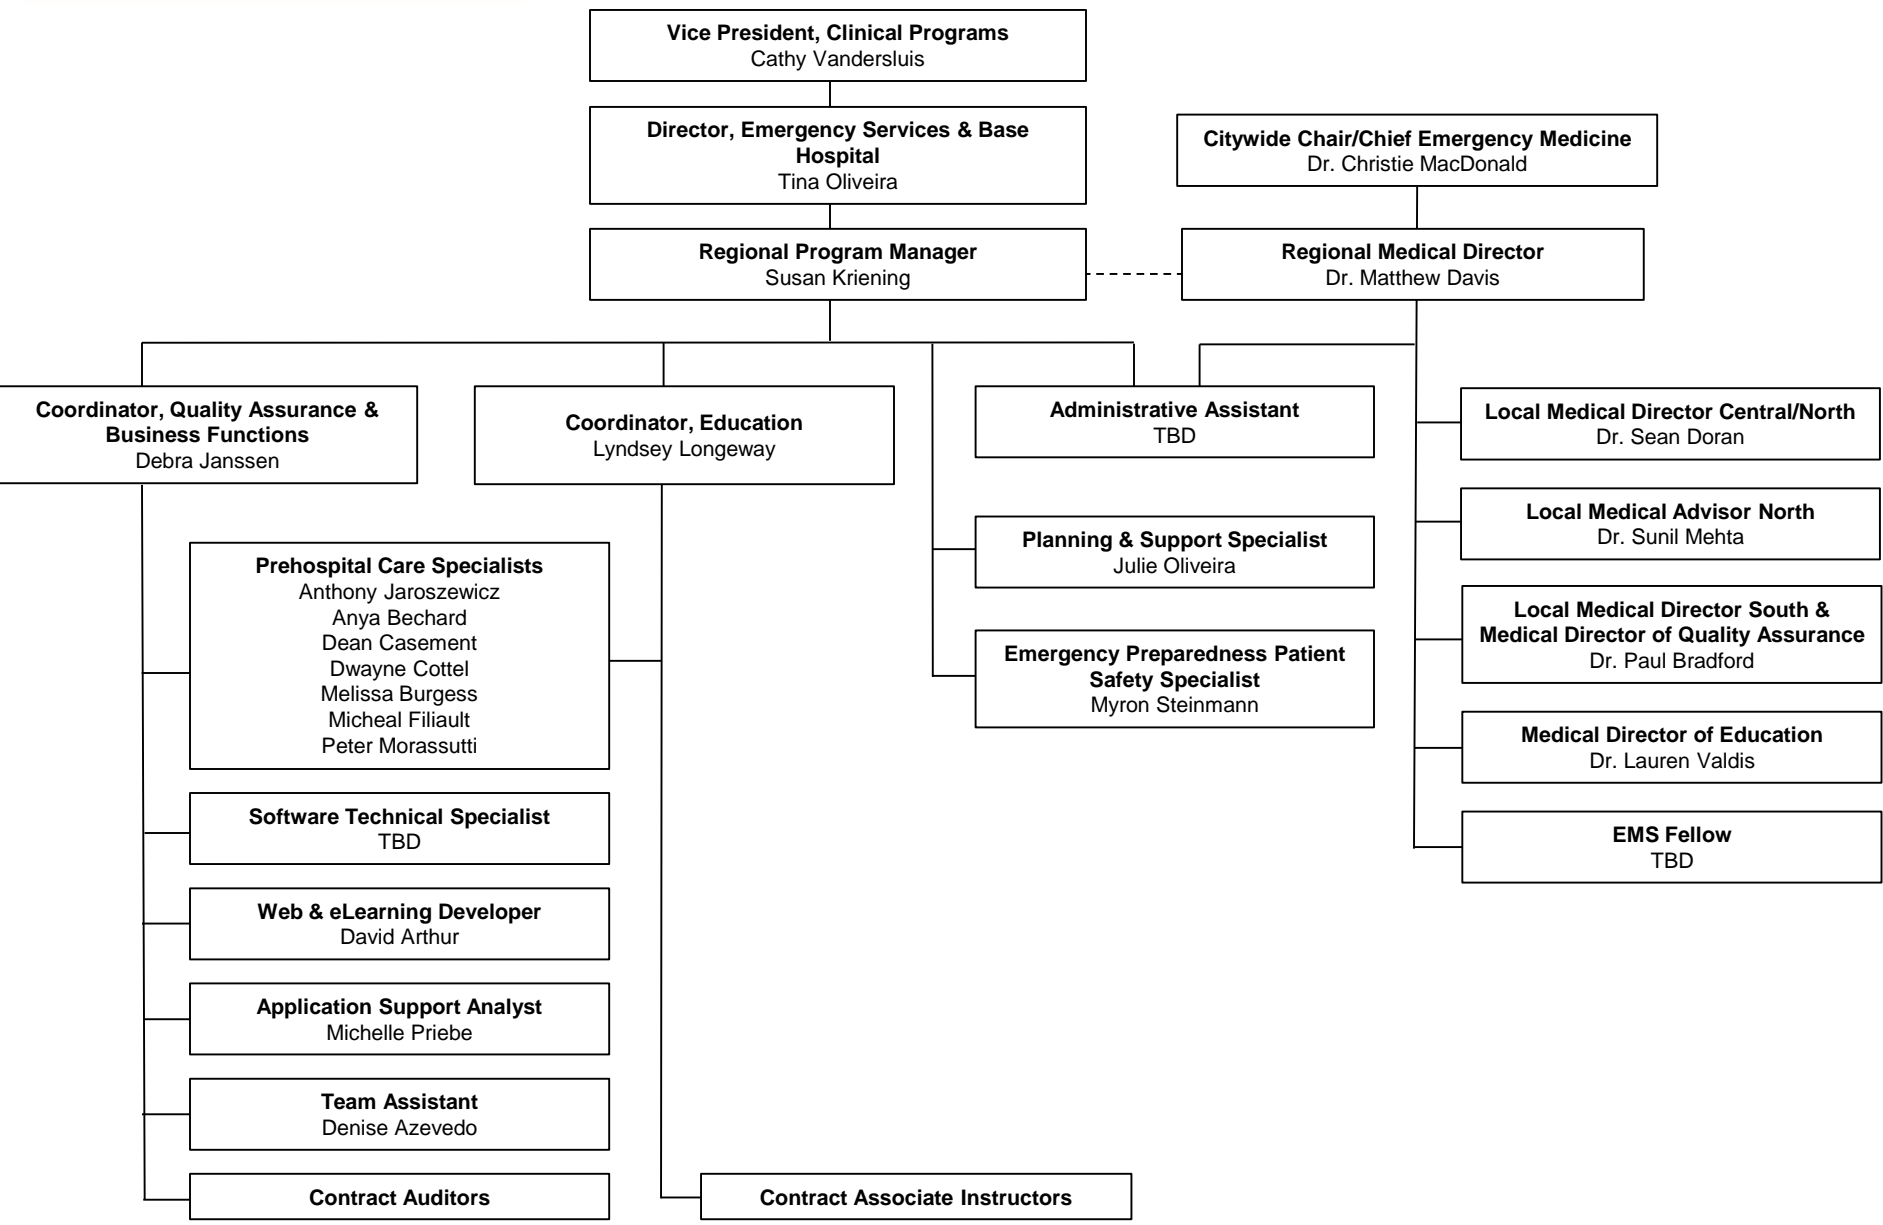 Vice President, Clinical Programs
Cathy Vandersluis
Director, Emergency Services & Base
Hospital
Tina Oliveira
Citywide Chair/Chief Emergency Medicine
Dr. Christie MacDonald
Regional Program Manager
Susan Kriening
Regional Medical Director
Dr. Matthew Davis
Coordinator, Quality Assurance &
Business Functions
Debra Janssen
Coordinator, Education
Lyndsey Longeway
Administrative Assistant
TBD
Local Medical Director Central/North
Dr. Sean Doran
Local Medical Advisor North
Dr. Sunil Mehta
Planning & Support Specialist
Julie Oliveira
Prehospital Care Specialists
Anthony Jaroszewicz
Anya Bechard
Dean Casement
Dwayne Cottel
Melissa Burgess
Micheal Filiault
Peter Morassutti
Local Medical Director South &
Medical Director of Quality Assurance
Dr. Paul Bradford
Emergency Preparedness Patient
Safety Specialist
Myron Steinmann
Medical Director of Education
Dr. Lauren Valdis
Software Technical Specialist
TBD
EMS Fellow
TBD
Web & eLearning Developer
David Arthur
Application Support Analyst
Michelle Priebe
Team Assistant
Denise Azevedo
Contract Auditors
Contract Associate Instructors